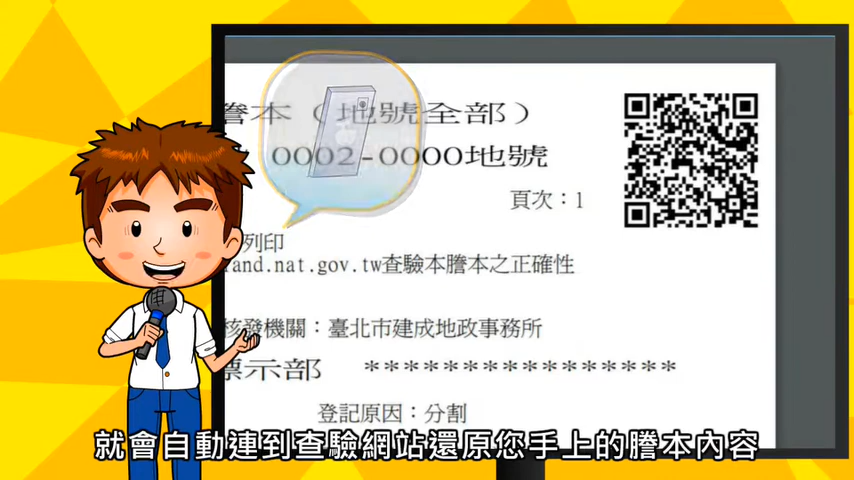 謄本（地號全部）
0002-0000地號
頁次：1
列印
rand.nat.gov.tw查驗本謄本之正確性
核發機關：臺北市建成地政事務所
標示部 ****************
登記原因：分割
就會自動連到查驗網站還原您手上的謄本內容